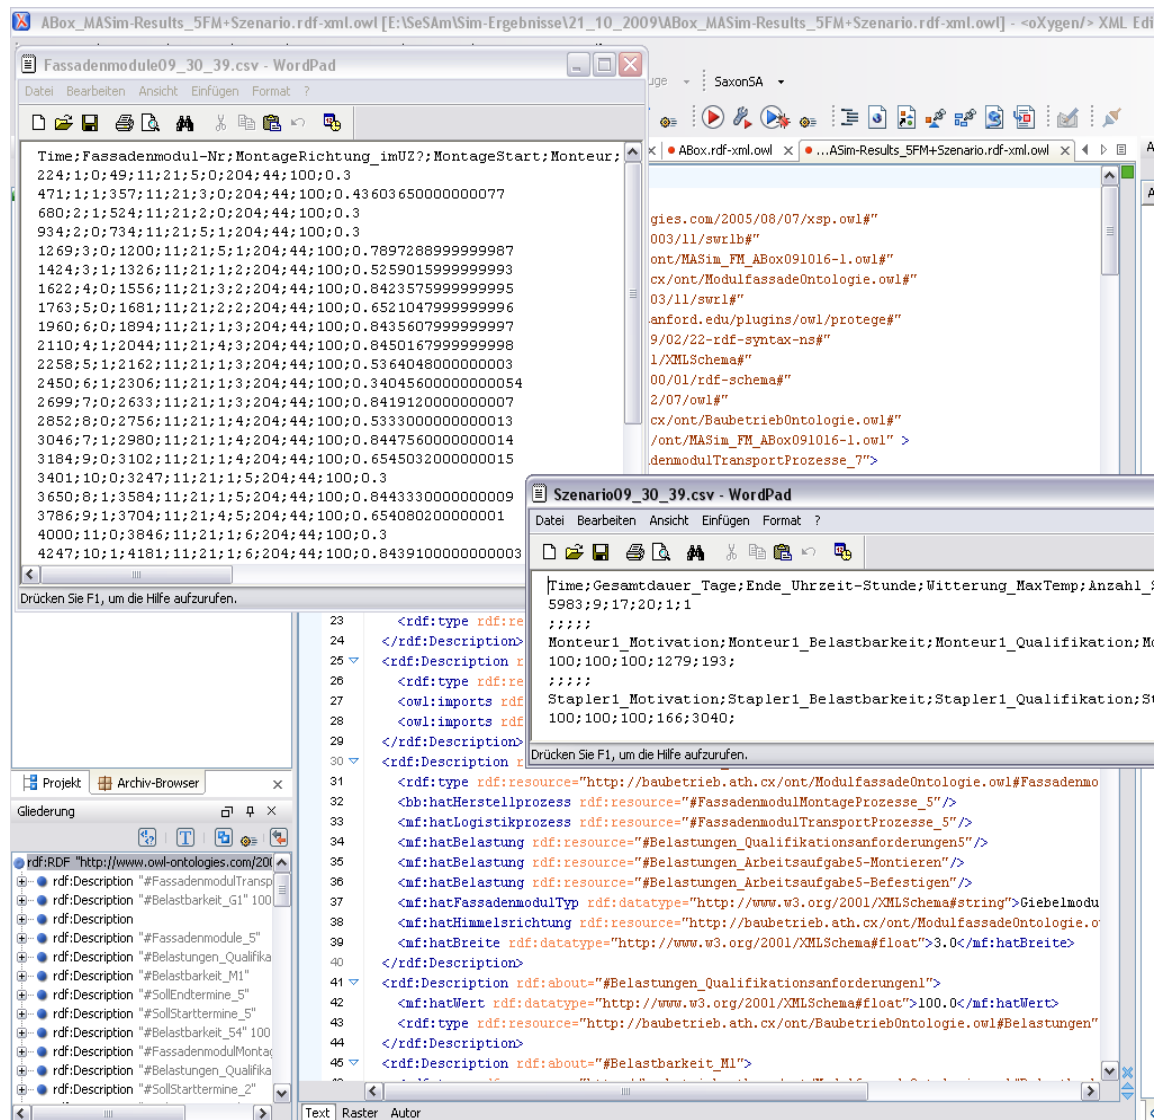 ABox_MASim-Results_5FM+Szenario.rdf-xml.owl [E:\SeSAm\Sim-Ergebnisse\21_10_2009\ABox_MASim-Results_5FM+Szenario.rdf-xml.owl] - <oXygen/> XML Edi
Fassadenmodule09_30_39.csv - WordPad
Datei Bearbeiten Ansicht Einfügen Format ?
SaxonSA
Time;Fassadenmodul-Nr;MontageRichtung_imUZ?;MontageStart;Monteur;
224;1;0;49;11;21;5;0;204;44;100;0.3
471;1;1;357;11;21;3;0;204;44;100;0.43603650000000077
680;2;1;524;11;21;2;0;204;44;100;0.3
934;2;0;734;11;21;5;1;204;44;100;0.3
1269;3;0;1200;11;21;5;1;204;44;100;0.7897288999999987
1424;3;1;1326;11;21;1;2;204;44;100;0.5259015999999993
1622;4;0;1556;11;21;3;2;204;44;100;0.8423575999999995
1763;5;0;1681;11;21;2;2;204;44;100;0.6521047999999996
1960;6;0;1894;11;21;1;3;204;44;100;0.8435607999999997
2110;4;1;2044;11;21;4;3;204;44;100;0.8450167999999998
2258;5;1;2162;11;21;1;3;204;44;100;0.5364048000000003
2450;6;1;2306;11;21;1;3;204;44;100;0.34045600000000054
2699;7;0;2633;11;21;1;3;204;44;100;0.8419120000000007
2852;8;0;2756;11;21;1;4;204;44;100;0.5333000000000013
3046;7;1;2980;11;21;1;4;204;44;100;0.8447560000000014
3184;9;0;3102;11;21;1;4;204;44;100;0.6545032000000015
3401;10;0;3247;11;21;1;5;204;44;100;0.3
3650;8;1;3584;11;21;1;5;204;44;100;0.8443330000000009
3786;9;1;3704;11;21;4;5;204;44;100;0.654080200000001
4000;11;0;3846;11;21;1;6;204;44;100;0.3
4247;10;1;4181;11;21;1;6;204;44;100;0.8439100000000003
Drücken Sie F1, um die Hilfe aufzurufen.
ABox.rdf-xml.owl
...ASim-Results_5FM+Szenario.rdf-xml.owl
gies.com/2005/08/07/xsp.owl#"
003/11/swrlb#"
ont/MASim_FM_ABox091016-1.owl#"
cx/ont/ModulfassadeOntologie.owl#"
03/11/swrl#"
anford.edu/plugins/owl/protege#"
9/02/22-rdf-syntax-ns#"
1/XMLSchema#"
00/01/rdf-schema#"
2/07/owl#"
cx/ont/BaubetriebOntologie.owl#"
/ont/MASim_FM_ABox091016-1.owl" >
denmodulTransportProzesse_7">
Szenario09_30_39.csv - WordPad
Datei Bearbeiten Ansicht Einfügen Format ?
Time;Gesamtdauer_Tage;Ende_Uhrzeit-Stunde;Witterung_MaxTemp;Anzahl_S
5983;9;17;20;1;1
;;;;;
Monteur1_Motivation;Monteur1_Belastbarkeit;Monteur1_Qualifikation;Mo
100;100;100;1279;193;
;;;;;
Stapler1_Motivation;Stapler1_Belastbarkeit;Stapler1_Qualifikation;St
100;100;100;166;3040;
Drücken Sie F1, um die Hilfe aufzurufen.
23 <rdf:type rdf:re
24 </rdf:Description>
25 <rdf:Description r
26 <rdf:type rdf:re
27 <owl:imports rdf
28 <owl:imports rdf
29 </rdf:Description>
30 <rdf:Description r
31 <rdf:type rdf:resource="http://baubetrieb.ath.cx/ont/ModulfassadeOntologie.owl#Fassadenmo
32 <bb:hatHerstellprozess rdf:resource="#FassadenmodulMontageProzesse_5"/>
33 <mf:hatLogistikprozess rdf:resource="#FassadenmodulTransportProzesse_5"/>
34 <mf:hatBelastung rdf:resource="#Belastungen_Qualifikationsanforderungen5"/>
35 <mf:hatBelastung rdf:resource="#Belastungen_Arbeitsaufgabe5-Montieren"/>
36 <mf:hatBelastung rdf:resource="#Belastungen_Arbeitsaufgabe5-Befestigen"/>
37 <mf:hatFassadenmodulTyp rdf:datatype="http://www.w3.org/2001/XMLSchema#string">Giebelmodu
38 <mf:hatHimmelsrichtung rdf:resource="http://baubetrieb.ath.cx/ont/ModulfassadeOntologie.o
39 <mf:hatBreite rdf:datatype="http://www.w3.org/2001/XMLSchema#float">3.0</mf:hatBreite>
40 </rdf:Description>
41 <rdf:Description rdf:about="#Belastungen_Qualifikationsanforderungen1">
42 <mf:hatWert rdf:datatype="http://www.w3.org/2001/XMLSchema#float">100.0</mf:hatWert>
43 <rdf:type rdf:resource="http://baubetrieb.ath.cx/ont/BaubetriebOntologie.owl#Belastungen"
44 </rdf:Description>
45 <rdf:Description rdf:about="#Belastbarkeit_M1">
Projekt Archiv-Browser
Gliederung
rdf:RDF "http://www.owl-ontologies.com/200
rdf:Description "#FassadenmodulTransp
rdf:Description "#Belastbarkeit_G1" 100
rdf:Description
rdf:Description "#Fassadenmodule_5"
rdf:Description "#Belastungen_Qualifika
rdf:Description "#Belastbarkeit_M1"
rdf:Description "#SollEndtermine_5"
rdf:Description "#SollStarttermine_5"
rdf:Description "#Belastbarkeit_54" 100
rdf:Description "#FassadenmodulMontag
rdf:Description "#Belastungen_Qualifika
rdf:Description "#SollStarttermine_2"
Text Raster Autor